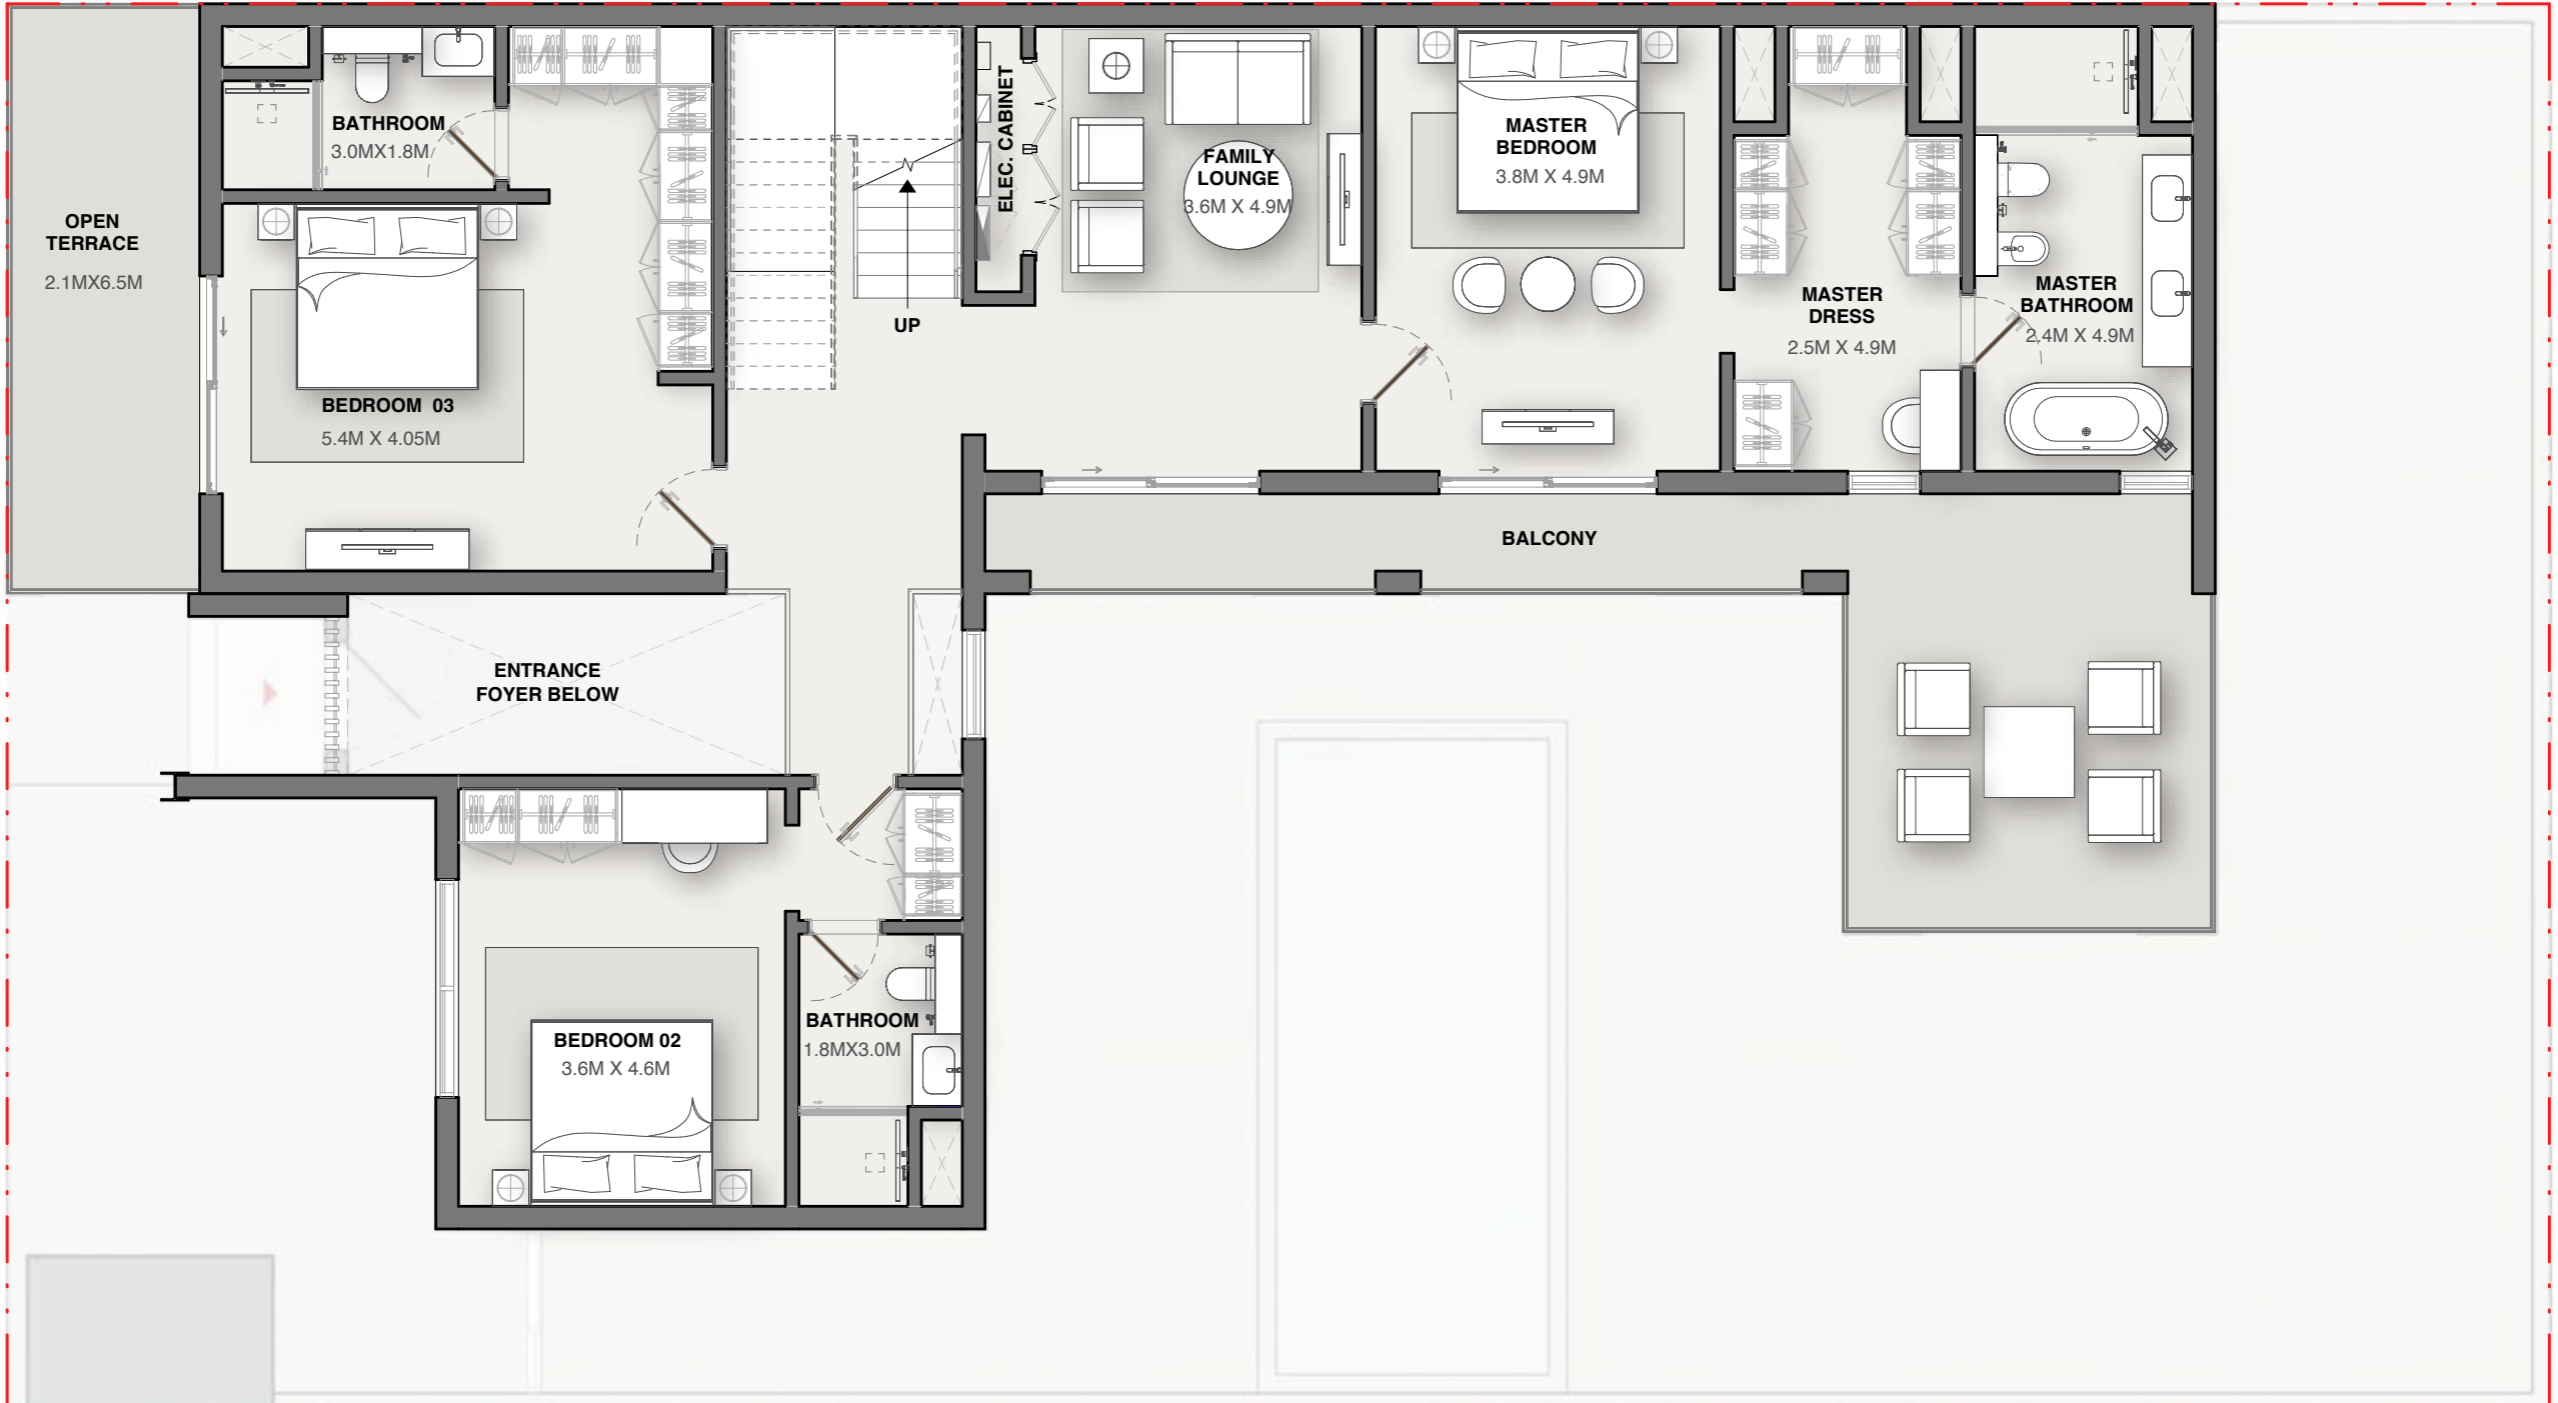 OPEN
TERRACE
2.1MX6.5M
BATHROOM
3.0MX1.8M
BEDROOM 03
5.4M X 4.05M
UP
ELEC. CABINET
FAMILY
LOUNGE
3.6M X 4.9M
MASTER
BEDROOM
3.8M X 4.9M
MASTER
DRESS
2.5M X 4.9M
MASTER
BATHROOM
2.4M X 4.9M
BALCONY
ENTRANCE
FOYER BELOW
BEDROOM 02
3.6M X 4.6M
BATHROOM
1.8MX3.0M